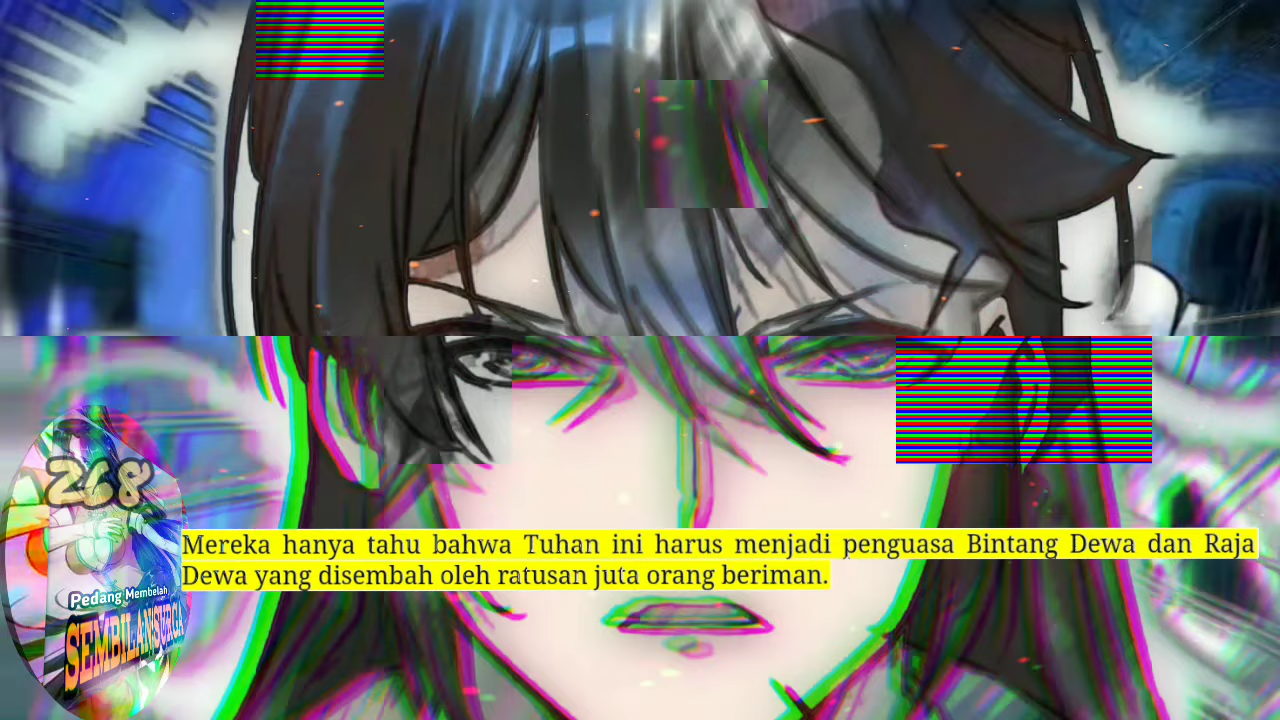 268
Pedang Membelah
SEMBILAN SURGA
Mereka hanya tahu bahwa Tuhan ini harus menjadi penguasa Bintang Dewa dan Raja
Dewa yang disembah oleh ratusan juta orang beriman.